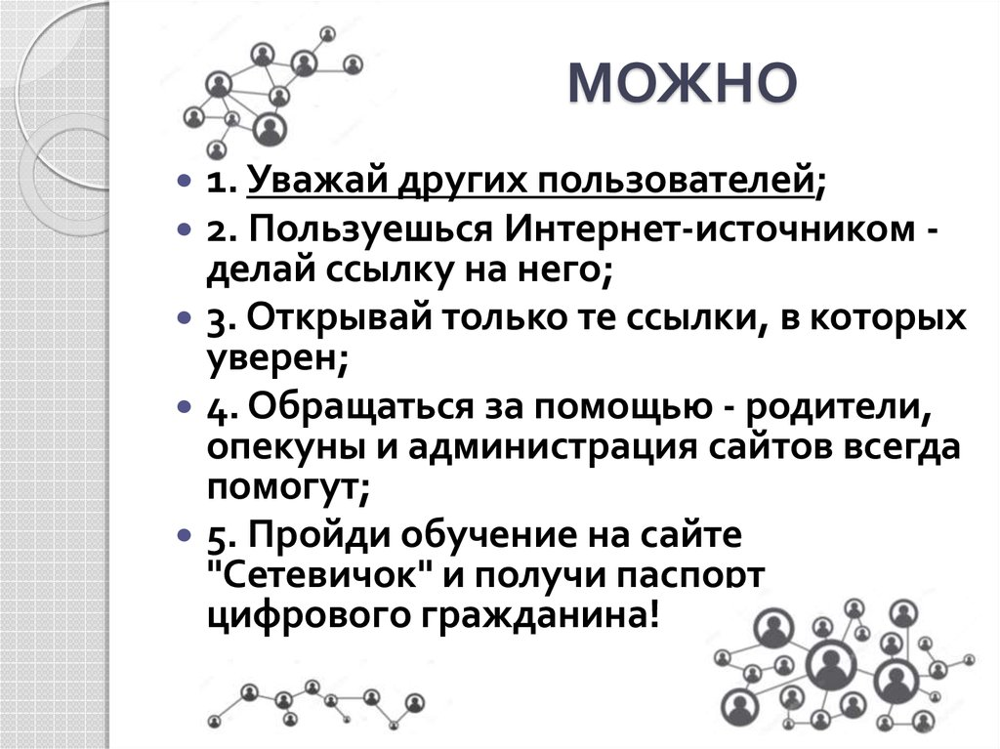 МОЖНО
• 1. Уважай других пользователей;
• 2. Пользуешься Интернет-источником -
делай ссылку на него;
• 3. Открывай только те ссылки, в которых
уверен;
• 4. Обращаться за помощью - родители,
опекуны и администрация сайтов всегда
помогут;
• 5. Пройди обучение на сайте
"Сетевичок" и получи паспорт
цифрового гражданина!